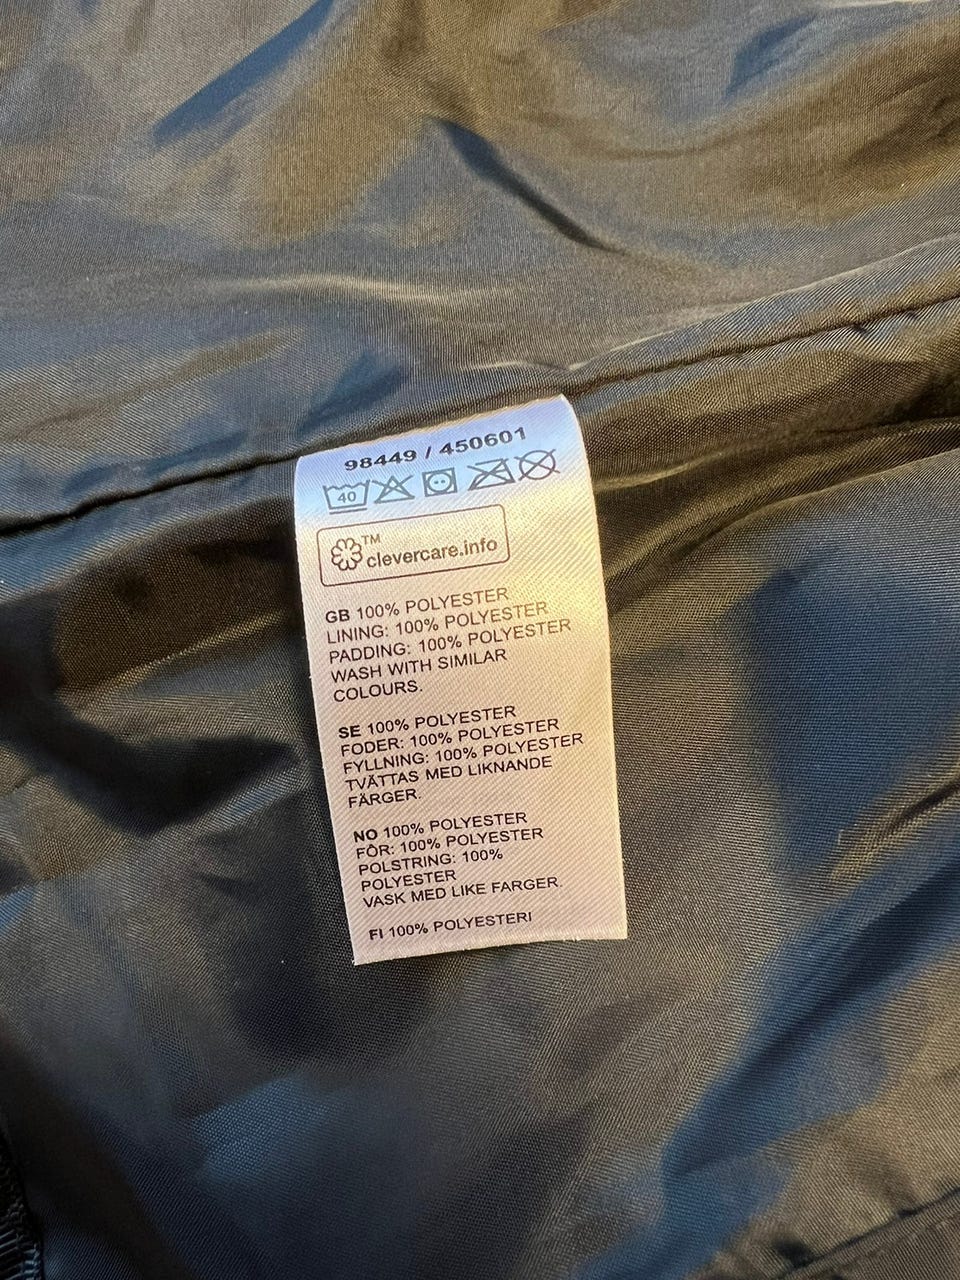 98449 / 450601
40
TM
clevercare.info
GB 100% POLYESTER
LINING: 100% POLYESTER
PADDING: 100% POLYESTER
WASH WITH SIMILAR
COLOURS.
SE 100% POLYESTER
FODER: 100% POLYESTER
FYLLNING: 100% POLYESTER
TVÄTTAS MED LIKNANDE
FÄRGER.
NO 100% POLYESTER
FÔR: 100% POLYESTER
POLSTRING: 100%
POLYESTER
VASK MED LIKE FARGER.
FI 100% POLYESTERI